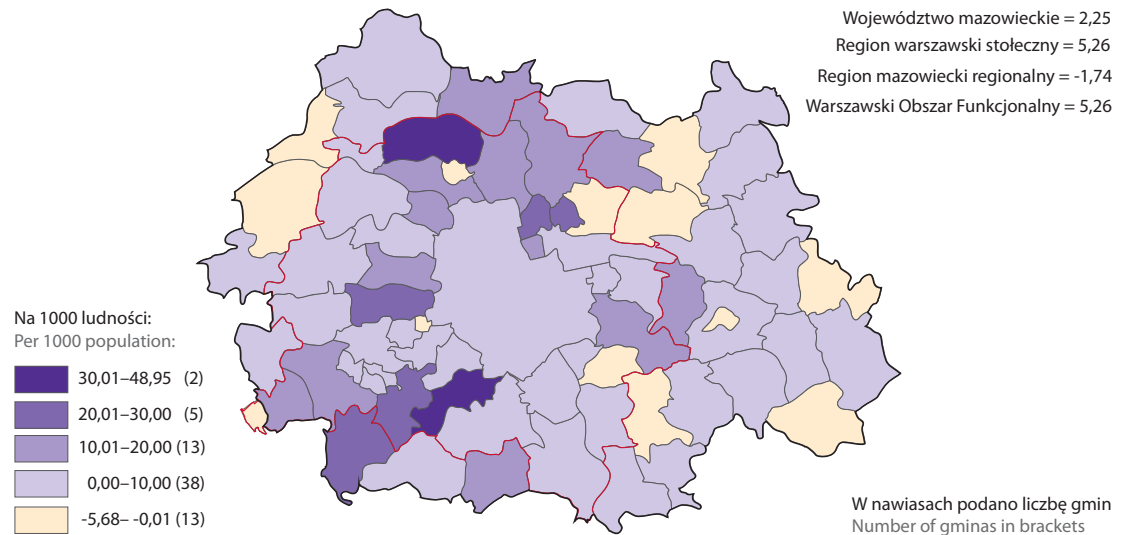 Województwo mazowieckie = 2,25
Region warszawski stołeczny = 5,26
Region mazowiecki regionalny = -1,74
Warszawski Obszar Funkcjonalny = 5,26
Na 1000 ludności:
Per 1000 population:
30,01–48,95 (2)
20,01–30,00 (5)
10,01–20,00 (13)
0,00–10,00 (38)
-5,68– -0,01 (13)
W nawiasach podano liczbę gmin
Number of gminas in brackets